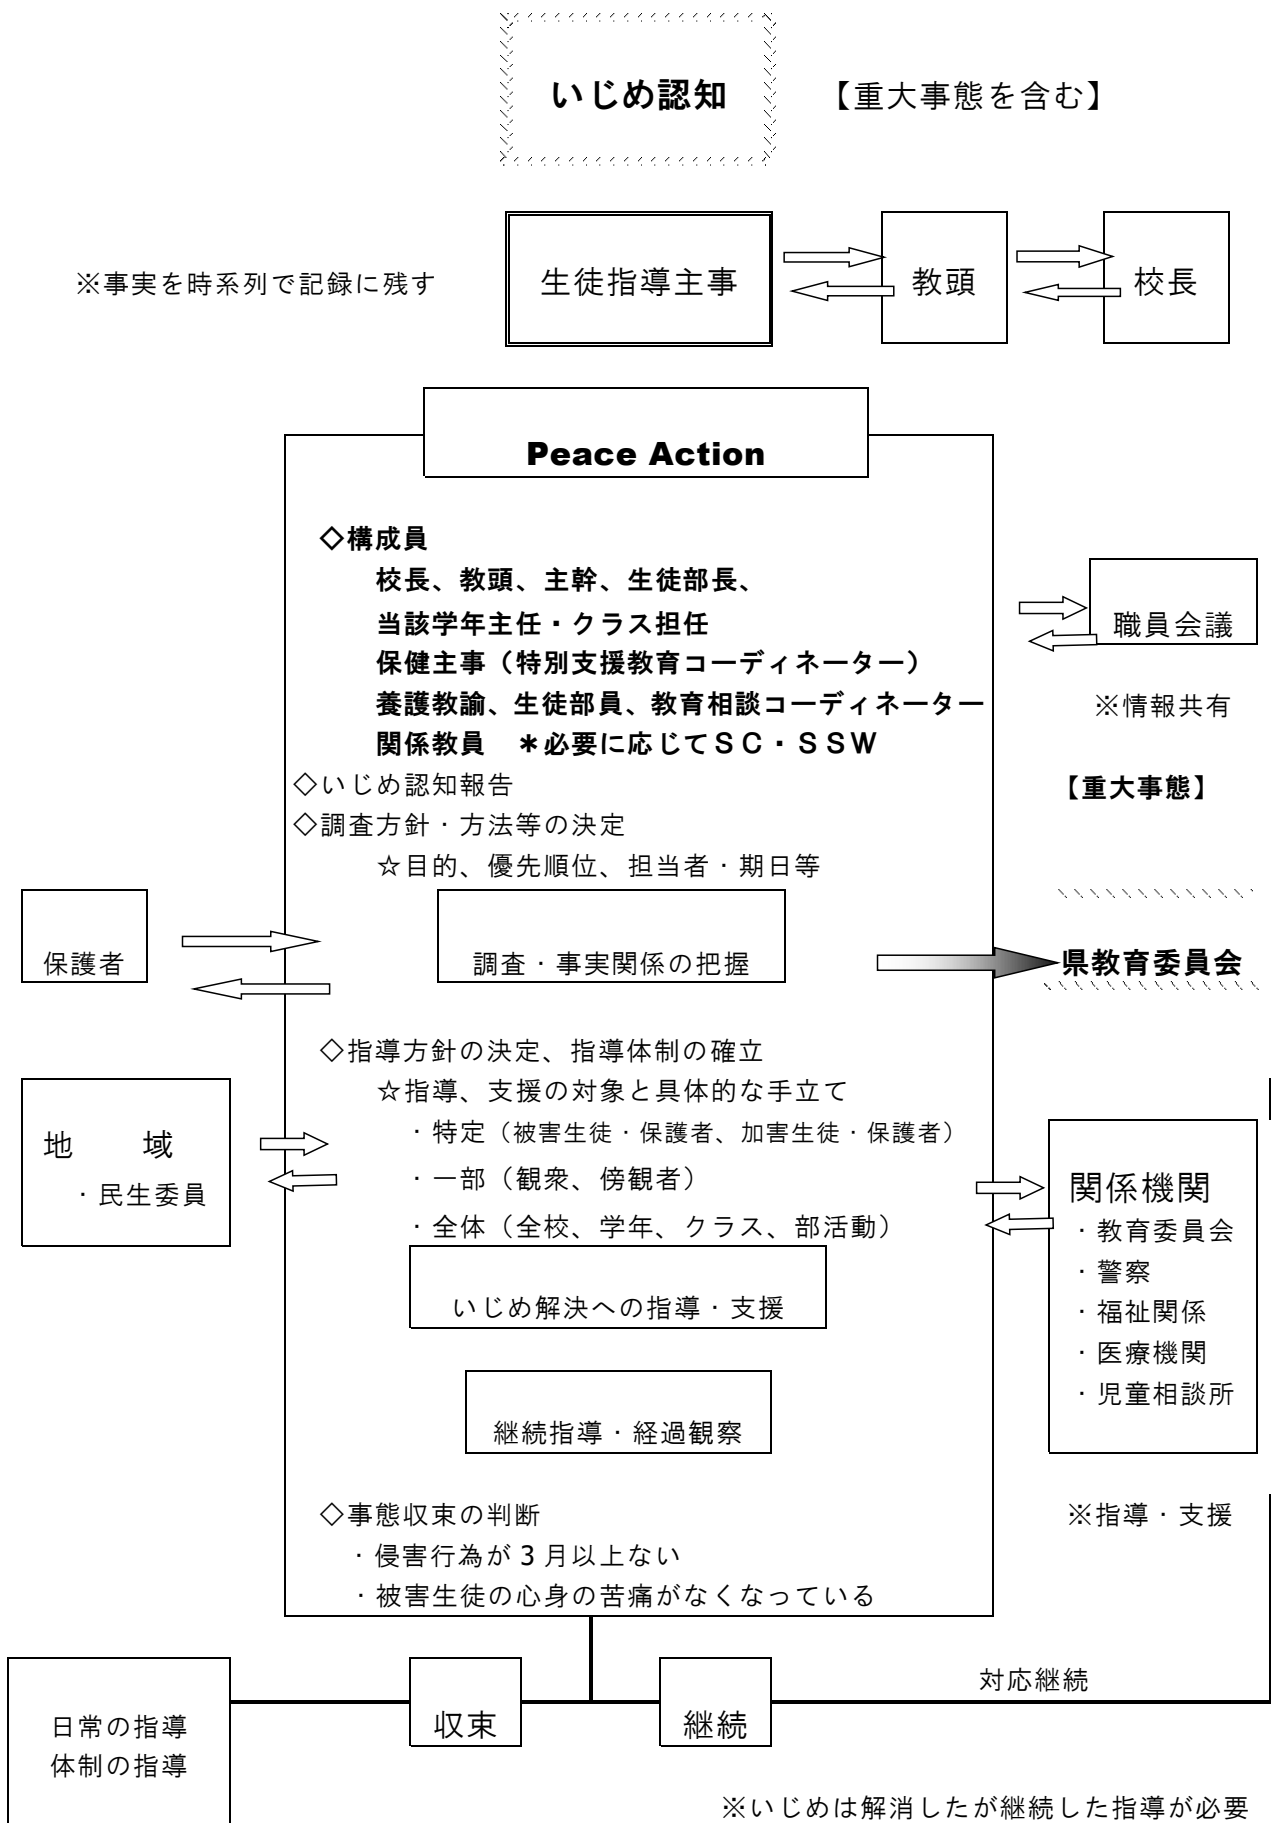 いじめ認知
【重大事態を含む】
※事実を時系列で記録に残す
生徒指導主事
教頭
校長
Peace Action
◇構成員
校長、教頭、主幹、生徒部長、
当該学年主任・クラス担任
保健主事（特別支援教育コーディネーター）
養護教諭、生徒部員、教育相談コーディネーター
関係教員　＊必要に応じてＳＣ・ＳＳＷ
職員会議
※情報共有
◇いじめ認知報告
【重大事態】
◇調査方針・方法等の決定
☆目的、優先順位、担当者・期日等
保護者
調査・事実関係の把握
県教育委員会
◇指導方針の決定、指導体制の確立
☆指導、支援の対象と具体的な手立て
・特定（被害生徒・保護者、加害生徒・保護者）
・一部（観衆、傍観者）
・全体（全校、学年、クラス、部活動）
地　　域
・民生委員
関係機関
・教育委員会
・警察
・福祉関係
・医療機関
・児童相談所
いじめ解決への指導・支援
継続指導・経過観察
※指導・支援
◇事態収束の判断
・侵害行為が３月以上ない
・被害生徒の心身の苦痛がなくなっている
対応継続
日常の指導
体制の指導
収束
継続
※いじめは解消したが継続した指導が必要